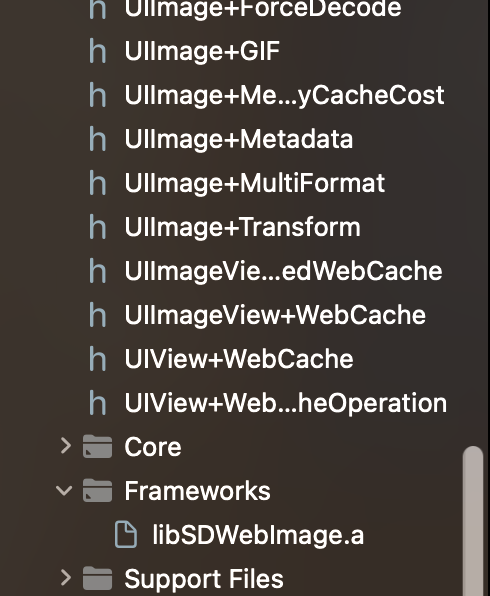 h UIImage+ForceDecode
h UIImage+GIF
h UIImage+Me...yCacheCost
h UIImage+Metadata
h UIImage+MultiFormat
h UIImage+Transform
h UIImageVie...edWebCache
h UIImageView+WebCache
h UIView+WebCache
h UIView+Web...heOperation
Core
Frameworks
libSDWebImage.a
Support Files